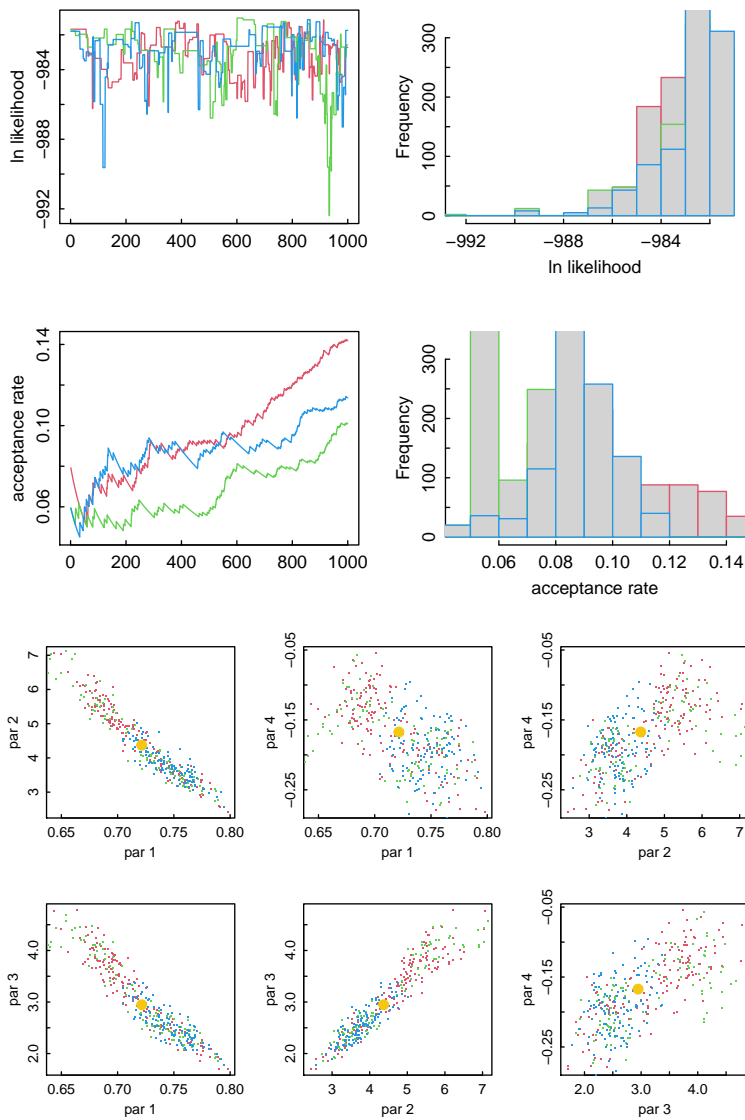 ln likelihood
−992 −988 −984
0 200 400 600 800 1000
Frequency
0 100 300
−992 −988 −984
ln likelihood
acceptance rate
0.06 0.10 0.14
0 200 400 600 800 1000
Frequency
0 100 300
0.06 0.08 0.10 0.12 0.14
acceptance rate
par 2
3 4 5 6 7
0.65 0.70 0.75 0.80
par 1
par 4
−0.25 −0.15 −0.05
0.65 0.70 0.75 0.80
par 1
par 4
−0.25 −0.15 −0.05
3 4 5 6 7
par 2
par 3
2.0 3.0 4.0
0.65 0.70 0.75 0.80
par 1
par 3
2.0 3.0 4.0
3 4 5 6 7
par 2
par 4
−0.25 −0.15 −0.05
2.0 3.0 4.0
par 3